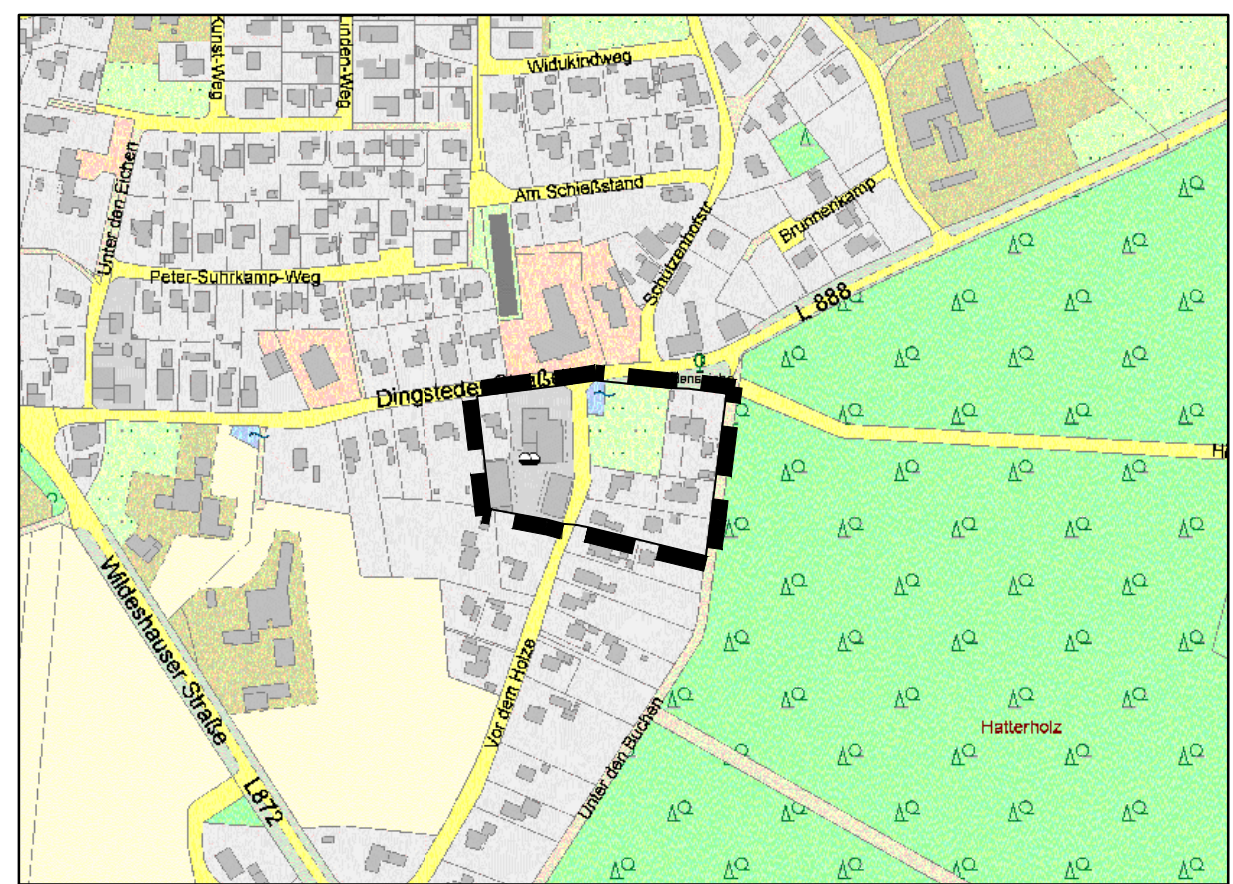 Kunst-Weg
Linden-Weg
Widukindweg
Unter den Eichen
Am Schießstand
Schützenhofstr
Brunnenkamp
Peter-Suhrkamp-Weg
L 888
Dingsteder
Wildeshauser Straße
L872
Vor dem Holze
Unter den Buchen
Hatterholz